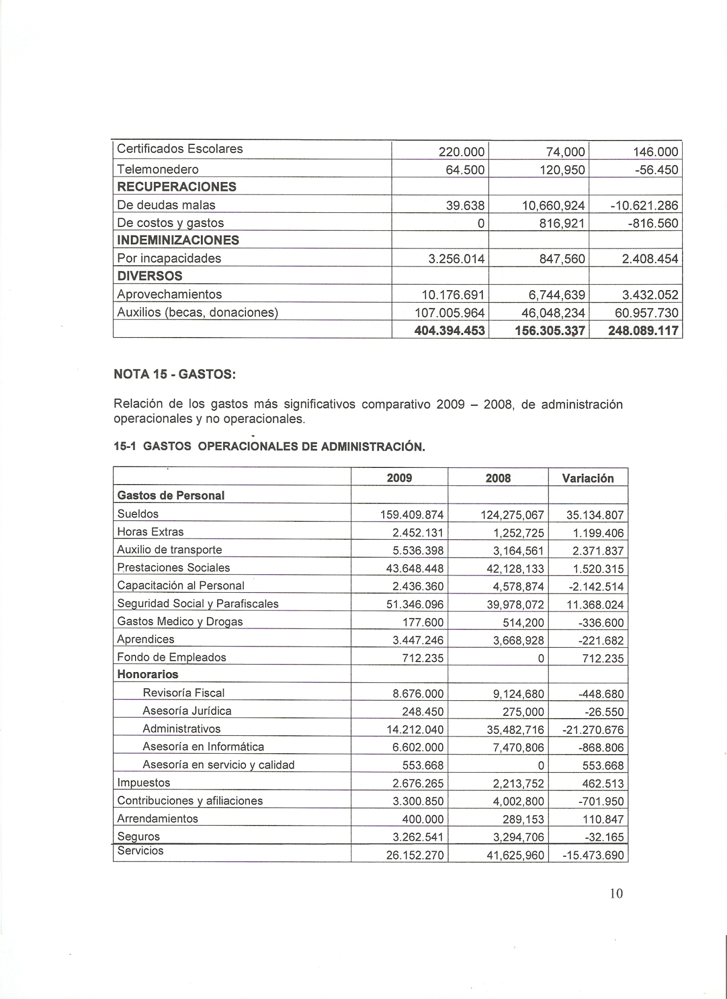 Certificados Escolares 220.000 74,000 146.000
Telemonedero 64.500 120,950 -56.450
RECUPERACIONES
De deudas malas 39.638 10,660,924 -10.621.286
De costos y gastos 0 816,921 -816.560
INDEMINIZACIONES
Por incapacidades 3.256.014 847,560 2.408.454
DIVERSOS
Aprovechamientos 10.176.691 6,744,639 3.432.052
Auxilios (becas, donaciones) 107.005.964 46,048,234 60.957.730
404.394.453 156.305.337 248.089.117
NOTA 15 - GASTOS:
Relación de los gastos más significativos comparativo 2009 – 2008, de administración
operacionales y no operacionales.
15-1 GASTOS OPERACIONALES DE ADMINISTRACIÓN.
2009 2008 Variación
Gastos de Personal
Sueldos 159.409.874 124,275,067 35.134.807
Horas Extras 2.452.131 1,252,725 1.199.406
Auxilio de transporte 5.536.398 3,164,561 2.371.837
Prestaciones Sociales 43.648.448 42,128,133 1.520.315
Capacitación al Personal 2.436.360 4,578,874 -2.142.514
Seguridad Social y Parafiscales 51.346.096 39,978,072 11.368.024
Gastos Medico y Drogas 177.600 514,200 -336.600
Aprendices 3.447.246 3,668,928 -221.682
Fondo de Empleados 712.235 0 712.235
Honorarios
Revisoría Fiscal 8.676.000 9,124,680 -448.680
Asesoría Jurídica 248.450 275,000 -26.550
Administrativos 14.212.040 35,482,716 -21.270.676
Asesoría en Informática 6.602.000 7,470,806 -868.806
Asesoría en servicio y calidad 553.668 0 553.668
Impuestos 2.676.265 2,213,752 462.513
Contribuciones y afiliaciones 3.300.850 4,002,800 -701.950
Arrendamientos 400.000 289,153 110.847
Seguros 3.262.541 3,294,706 -32.165
Servicios 26.152.270 41,625,960 -15.473.690
10